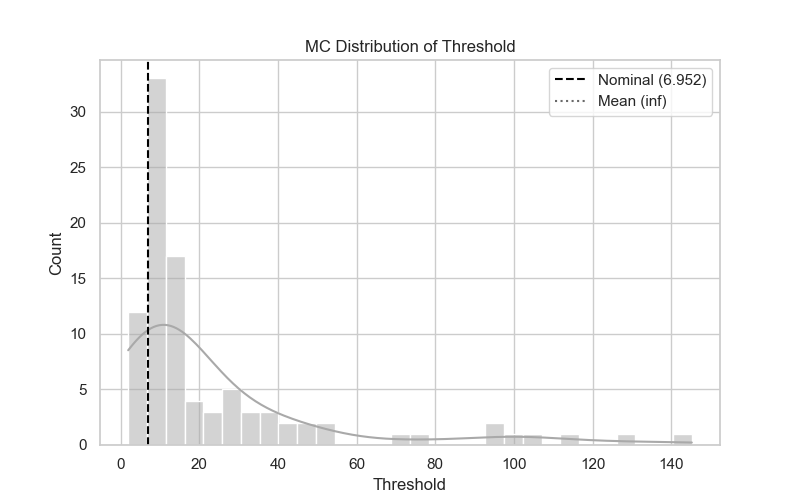 MC Distribution of Threshold
Nominal (6.952)
Mean (inf)
Count
30
25
20
15
10
5
0
0 20 40 60 80 100 120 140
Threshold